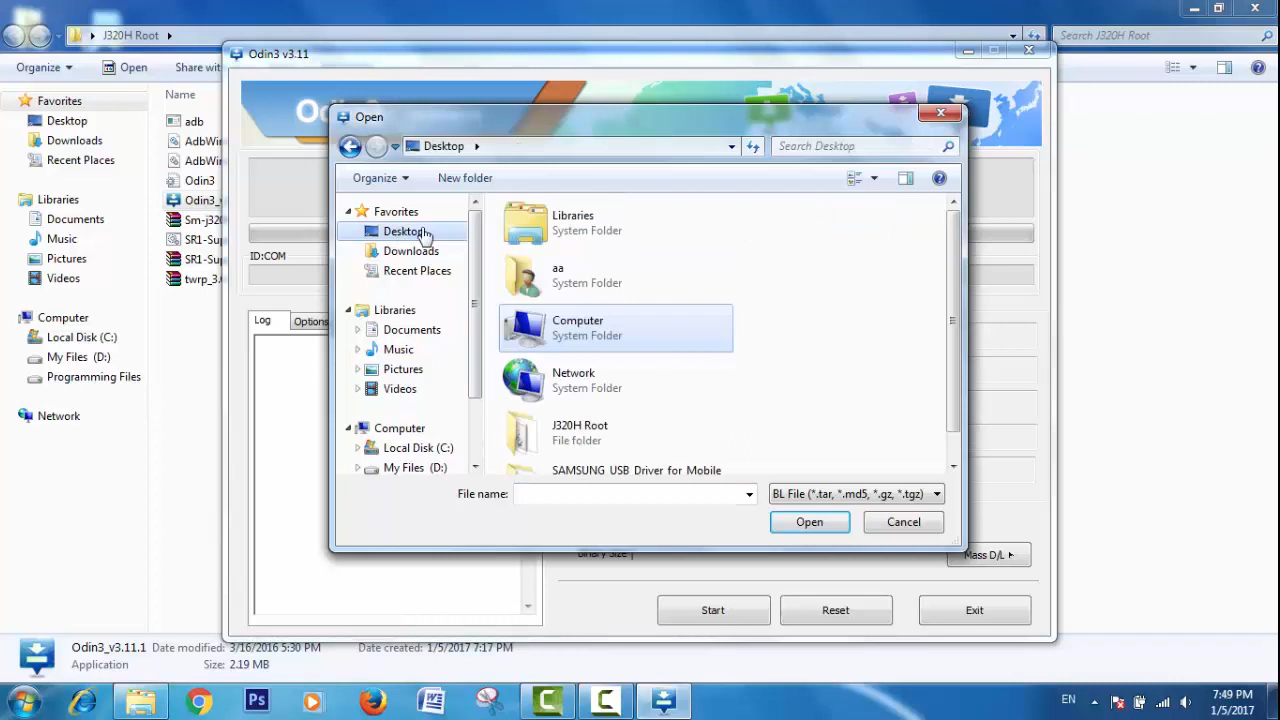 J320H Root
Search J320H Root
Organize
Open
Share wit
Favorites
Desktop
Downloads
Recent Places
Libraries
Documents
Music
Pictures
Videos
Computer
Local Disk (C:)
My Files (D:)
Programming Files
Network
Name
adb
AdbWin
AdbWi
Odin3
Odin3_
Sm-j320
SR1-Sup
SR1-Sup
twrp_3.
Odin3 v3.11
ID:COM
Log
Options
Open
Desktop
Search Desktop
Organize
New folder
Favorites
Desktop
Downloads
Recent Places
Libraries
Documents
Music
Pictures
Videos
Computer
Local Disk (C:)
My Files (D:)
Libraries
System Folder
aa
System Folder
Computer
System Folder
Network
System Folder
J320H Root
File folder
SAMSUNG USB Driver for Mobile
File name:
BL File (*.tar, *.md5, *.gz, *.tgz)
Open
Cancel
Binary Size
Mass D/L
Start
Reset
Exit
Odin3_v3.11.1
Date modified: 3/16/2016 5:30 PM
Date created: 1/5/2017 7:17 PM
Application
Size: 2.19 MB
Ps
EN
7:49 PM
1/5/2017